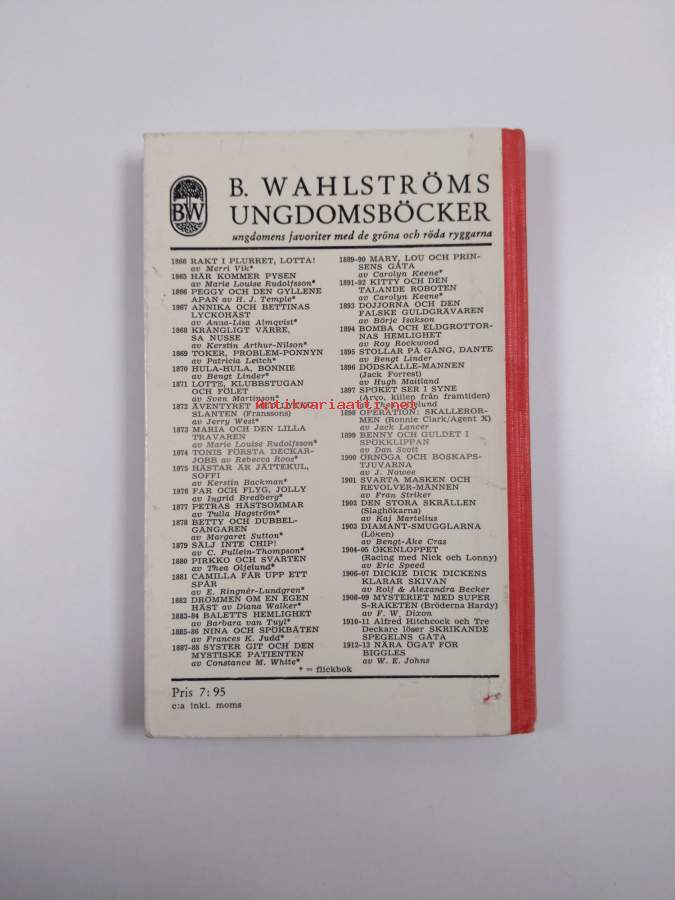 BW
B. WAHLSTRÖMS
UNGDOMSBÖCKER
ungdomens favoriter med de gröna och röda ryggarna
1866 RAKT I PLURRET, LOTTA!
av Merri Vik*
1865 HÄR KOMMER PYSEN
av Marie Louise Rudolfsson*
1866 PEGGY OCH DEN GYLLENE
APAN av H. J. Temple*
1867 ANNIKA OCH BETTINAS
LYCKOHÄST
av Anna-Lisa Almqvist*
1868 KRÅNGLIGT VÄRRE,
SA NUSSE
av Kerstin Arthur-Nilson*
1869 TOKER, PROBLEM-PONNYN
av Patricia Leitch*
1870 HULA-HULA, BONNIE
av Bengt Linder*
1871 LOTTE, KLUBBSTUGAN
OCH FÖLET
av Sven Martinson*
1872 ÄVENTYRET MED
SLANTEN (Franssons)
av Jerry West*
1873 MARIA OCH DEN LILLA
TRAVAREN
av Marie Louise Rudolfsson*
1874 TONIS FÖRSTA DECKAR-
JOBB av Rebecca Roos*
1875 HÄSTAR ÄR JÄTTEKUL,
SOFFI
av Kerstin Backman*
1876 FAR OCH FLYG, JOLLY
av Ingrid Bredberg*
1877 PETRAS HÄSTSOMMAR
av Tulla Hagström*
1878 BETTY OCH DUBBEL-
GÅNGAREN
av Margaret Sutton*
1879 SÄLJ INTE CHIP!
av C. Pullein-Thompson*
1880 PIRKKO OCH SVARTEN
av Thea Oljelund*
1881 CAMILLA FÅR UPP ETT
SPÅR
av E. Ringnér-Lundgren*
1882 DRÖMMEN OM EN EGEN
HÄST av Diana Walker*
1883-84 BALETTS HEMLIGHET
av Barbara van Tuyl*
1885-86 NINA OCH SPÖKBÅTEN
av Frances K. Judd*
1887-88 SYSTER GIT OCH DEN
MYSTISKE PATIENTEN
av Constance M. White*
1889-90 MARY, LOU OCH PRIN-
SENS GÅTA
av Carolyn Keene*
1891-92 KITTY OCH DEN
TALANDE ROBOTEN
av Carolyn Keene*
1893 DOJJORNA OCH DEN
FALSKE GULDGRÄVAREN
av Börje Isakson
1894 BOMBA OCH ELDGROTTOR-
NAS HEMLIGHET
av Roy Rockwood
1895 STOLLAR PÅ GÅNG, DANTE
av Bengt Linder
1896 DÖDSKALLE-MANNEN
(Jack Forrest)
av Hugh Maitland
1897 SPÖKET SER I SYNE
(Arvo, killen från framtiden)
av Thea Oljelund
1898 OPERATION: SKALLEROR-
MEN (Ronnie Clark/Agent X)
av Jack Lancer
1899 BENNY OCH GULDET I
SPÖKKLIPPAN
av Dan Scott
1900 ÖRNÖGA OCH BOSKAPS-
TJUVARNA
av J. Nowee
1901 SVARTA MASKEN OCH
REVOLVER-MÄNNEN
av Fran Striker
1902 DEN STORA SKRÄLLEN
(Slaghökarna)
av Kaj Martelius
1903 DIAMANT-SMUGGLARNA
(Löken)
av Bengt-Åke Cras
1904-05 ÖKENLOPPET
(Racing med Nick och Lonny)
av Eric Speed
1906-07 DICKIE DICK DICKENS
KLARAR SKIVAN
av Rolf & Alexandra Becker
1908-09 MYSTERIET MED SUPER
S-RAKETEN (Bröderna Hardy)
av F. W. Dixon
1910-11 Alfred Hitchcock och Tre
Deckare löser SKRIKANDE
SPEGELNS GÅTA
1912-13 NÄRA ÖGAT FÖR
BIGGLES
av W. E. Johns
* = flickbok
Pris 7:95
c:a inkl. moms
antikvariaatti.net